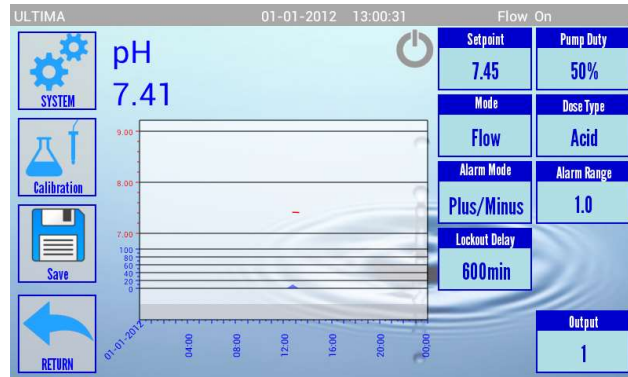 ULTIMA 01-01-2012 13:00:31 Flow On
SYSTEM
pH
7.41
Calibration
Save
RETURN
9.00
8.00
7.00
100
80
60
40
20
0
01-01-2012 04:00 08:00 12:00 16:00 20:00 00:00
Setpoint
7.45
Pump Duty
50%
Mode
Flow
Dose Type
Acid
Alarm Mode
Plus/Minus
Alarm Range
1.0
Lockout Delay
600min
Output
1